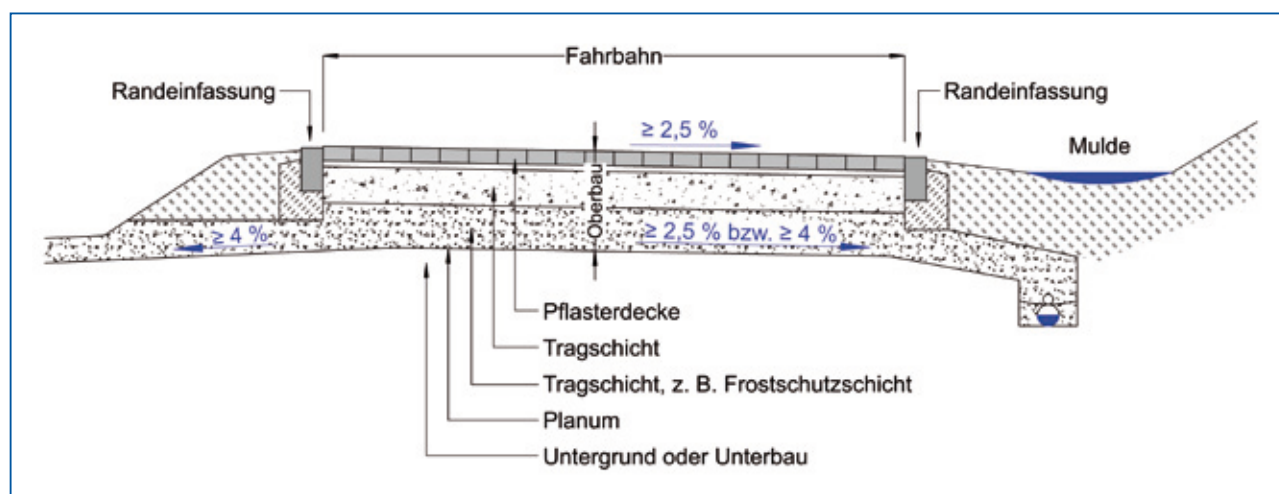 Fahrbahn
Randeinfassung
Randeinfassung
≥ 2,5 %
Mulde
Oberbau
≥ 4 %
≥ 2,5 % bzw. ≥ 4 %
Pflasterdecke
Tragschicht
Tragschicht, z. B. Frostschutzschicht
Planum
Untergrund oder Unterbau